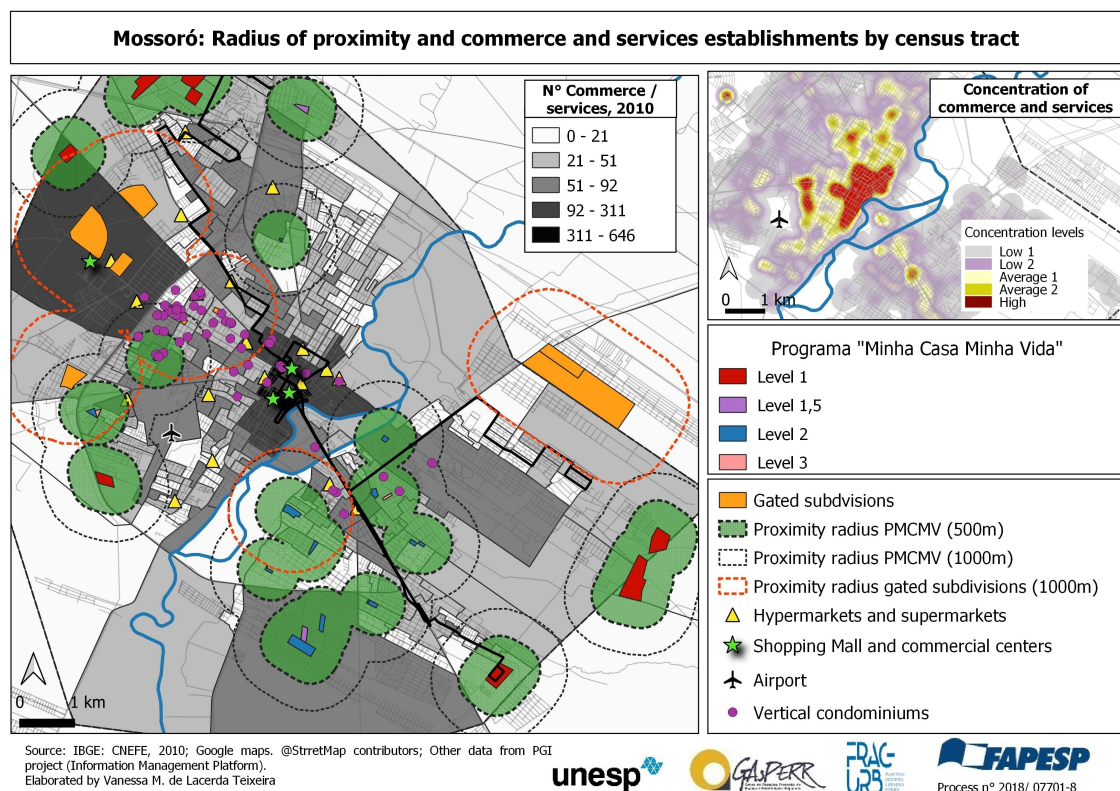 Mossoró: Radius of proximity and commerce and services establishments by census tract
N° Commerce /
services, 2010
0 - 21
21 - 51
51 - 92
92 - 311
311 - 646
0 1 km
Concentration of
commerce and services
Concentration levels
Low 1
Low 2
Average 1
Average 2
High
0 1 km
Programa "Minha Casa Minha Vida"
Level 1
Level 1,5
Level 2
Level 3
Gated subdvisions
Proximity radius PMCMV (500m)
Proximity radius PMCMV (1000m)
Proximity radius gated subdivisions (1000m)
Hypermarkets and supermarkets
Shopping Mall and commercial centers
Airport
Vertical condominiums
Source: IBGE: CNEFE, 2010; Google maps. @StrretMap contributors; Other data from PGI
project (Information Management Platform).
Elaborated by Vanessa M. de Lacerda Teixeira
unesp
GASPERR
FRAG-
URB
FAPESP
Process n° 2018/ 07701-8